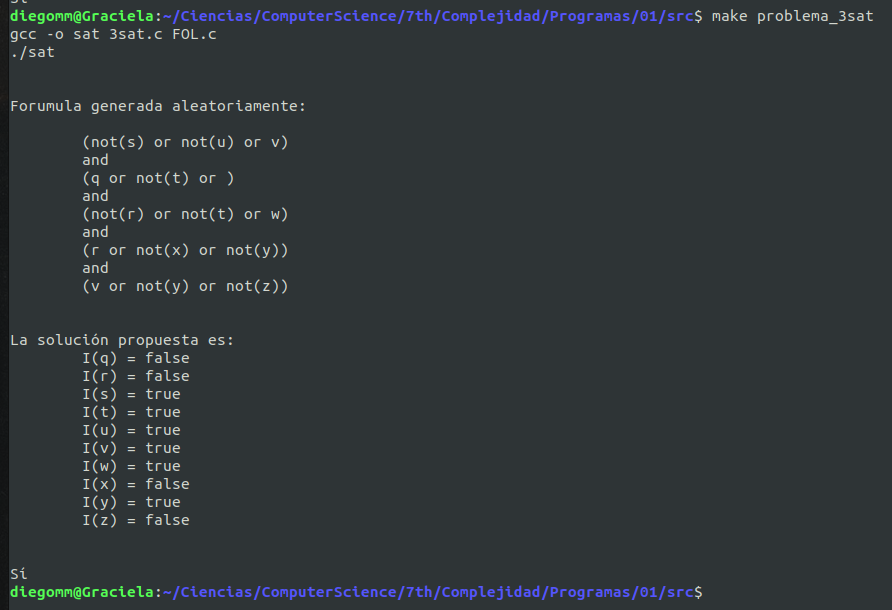 diegomm@Graciela:~/Ciencias/ComputerScience/7th/Complejidad/Programas/01/src$ make problema_3sat
gcc -o sat 3sat.c FOL.c
./sat
Forumula generada aleatoriamente:
(not(s) or not(u) or v)
and
(q or not(t) or )
and
(not(r) or not(t) or w)
and
(r or not(x) or not(y))
and
(v or not(y) or not(z))
La solución propuesta es:
I(q) = false
I(r) = false
I(s) = true
I(t) = true
I(u) = true
I(v) = true
I(w) = true
I(x) = false
I(y) = true
I(z) = false
Sí
diegomm@Graciela:~/Ciencias/ComputerScience/7th/Complejidad/Programas/01/src$